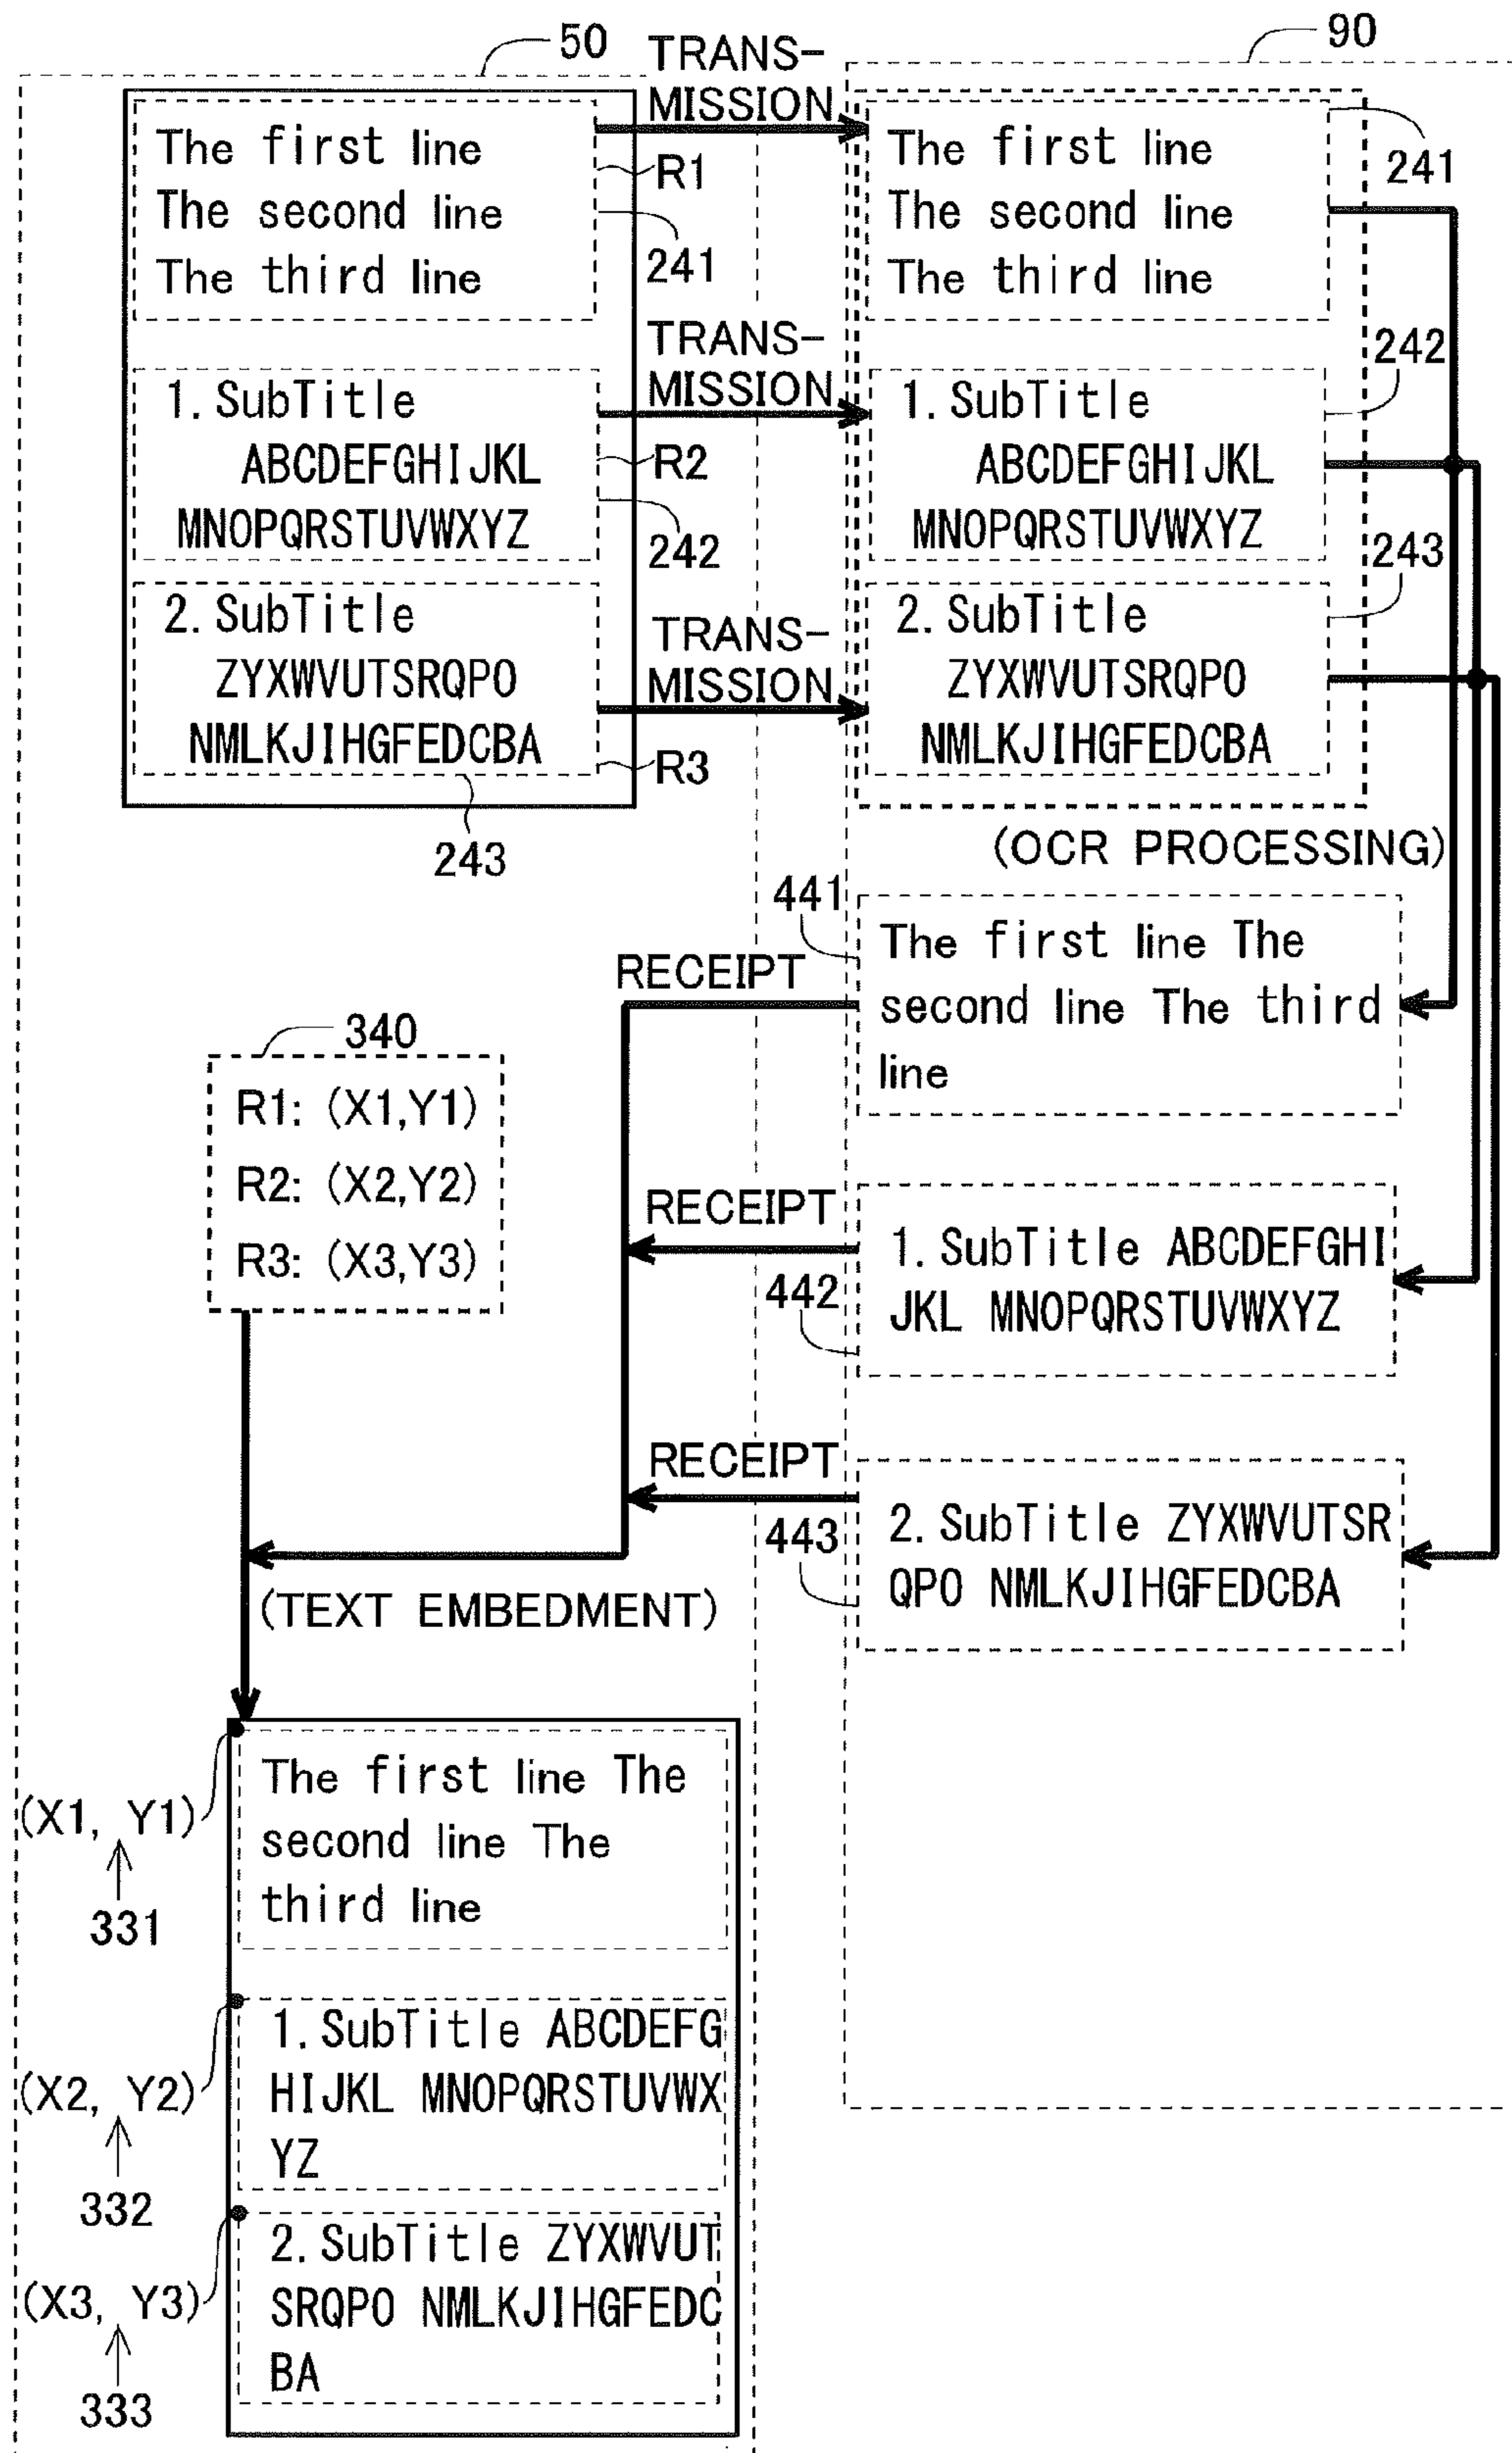 50
90
TRANS-
MISSION
The first line
The second line
The third line
R1
241
The first line
The second line
The third line
241
TRANS-
MISSION
1. SubTitle
ABCDEFGHIJKL
MNOPQRSTUVWXYZ
R2
242
1. SubTitle
ABCDEFGHIJKL
MNOPQRSTUVWXYZ
242
TRANS-
MISSION
2. SubTitle
ZYXWVUTSRQPO
NMLKJIHGFEDCBA
R3
243
2. SubTitle
ZYXWVUTSRQPO
NMLKJIHGFEDCBA
243
(OCR PROCESSING)
441
The first line The
second line The third
line
RECEIPT
340
R1: (X1,Y1)
R2: (X2,Y2)
R3: (X3,Y3)
RECEIPT
442
1. SubTitle ABCDEFGHI
JKL MNOPQRSTUVWXYZ
RECEIPT
443
2. SubTitle ZYXWVUTSR
QPO NMLKJIHGFEDCBA
(TEXT EMBEDMENT)
The first line The
second line The
third line
(X1, Y1)
331
1. SubTitle ABCDEFG
HIJKL MNOPQRSTUVWX
YZ
(X2, Y2)
332
2. SubTitle ZYXWVUT
SRQPO NMLKJIHGFEDC
BA
(X3, Y3)
333